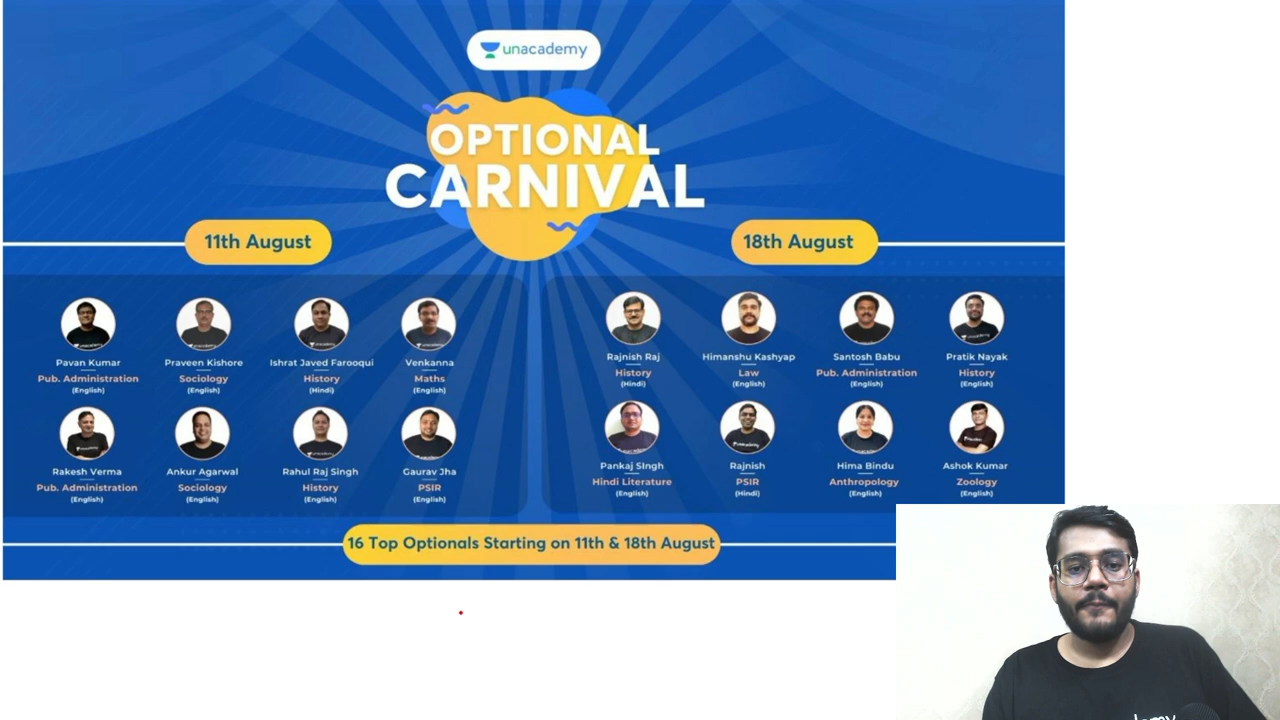 unacademy
OPTIONAL
CARNIVAL
11th August
18th August
Pavan Kumar
Pub. Administration
(English)
Praveen Kishore
Sociology
(English)
Ishrat Javed Farooqui
History
(Hindi)
Venkanna
Maths
(English)
Rakesh Verma
Pub. Administration
(English)
Ankur Agarwal
Sociology
(English)
Rahul Raj Singh
History
(English)
Gaurav Jha
PSIR
(English)
Rajnish Raj
History
(Hindi)
Himanshu Kashyap
Law
(English)
Santosh Babu
Pub. Administration
(English)
Pratik Nayak
History
(English)
Pankaj SIngh
Hindi Literature
(English)
Rajnish
PSIR
(Hindi)
Hima Bindu
Anthropology
(English)
Ashok Kumar
Zoology
(English)
16 Top Optionals Starting on 11th & 18th August